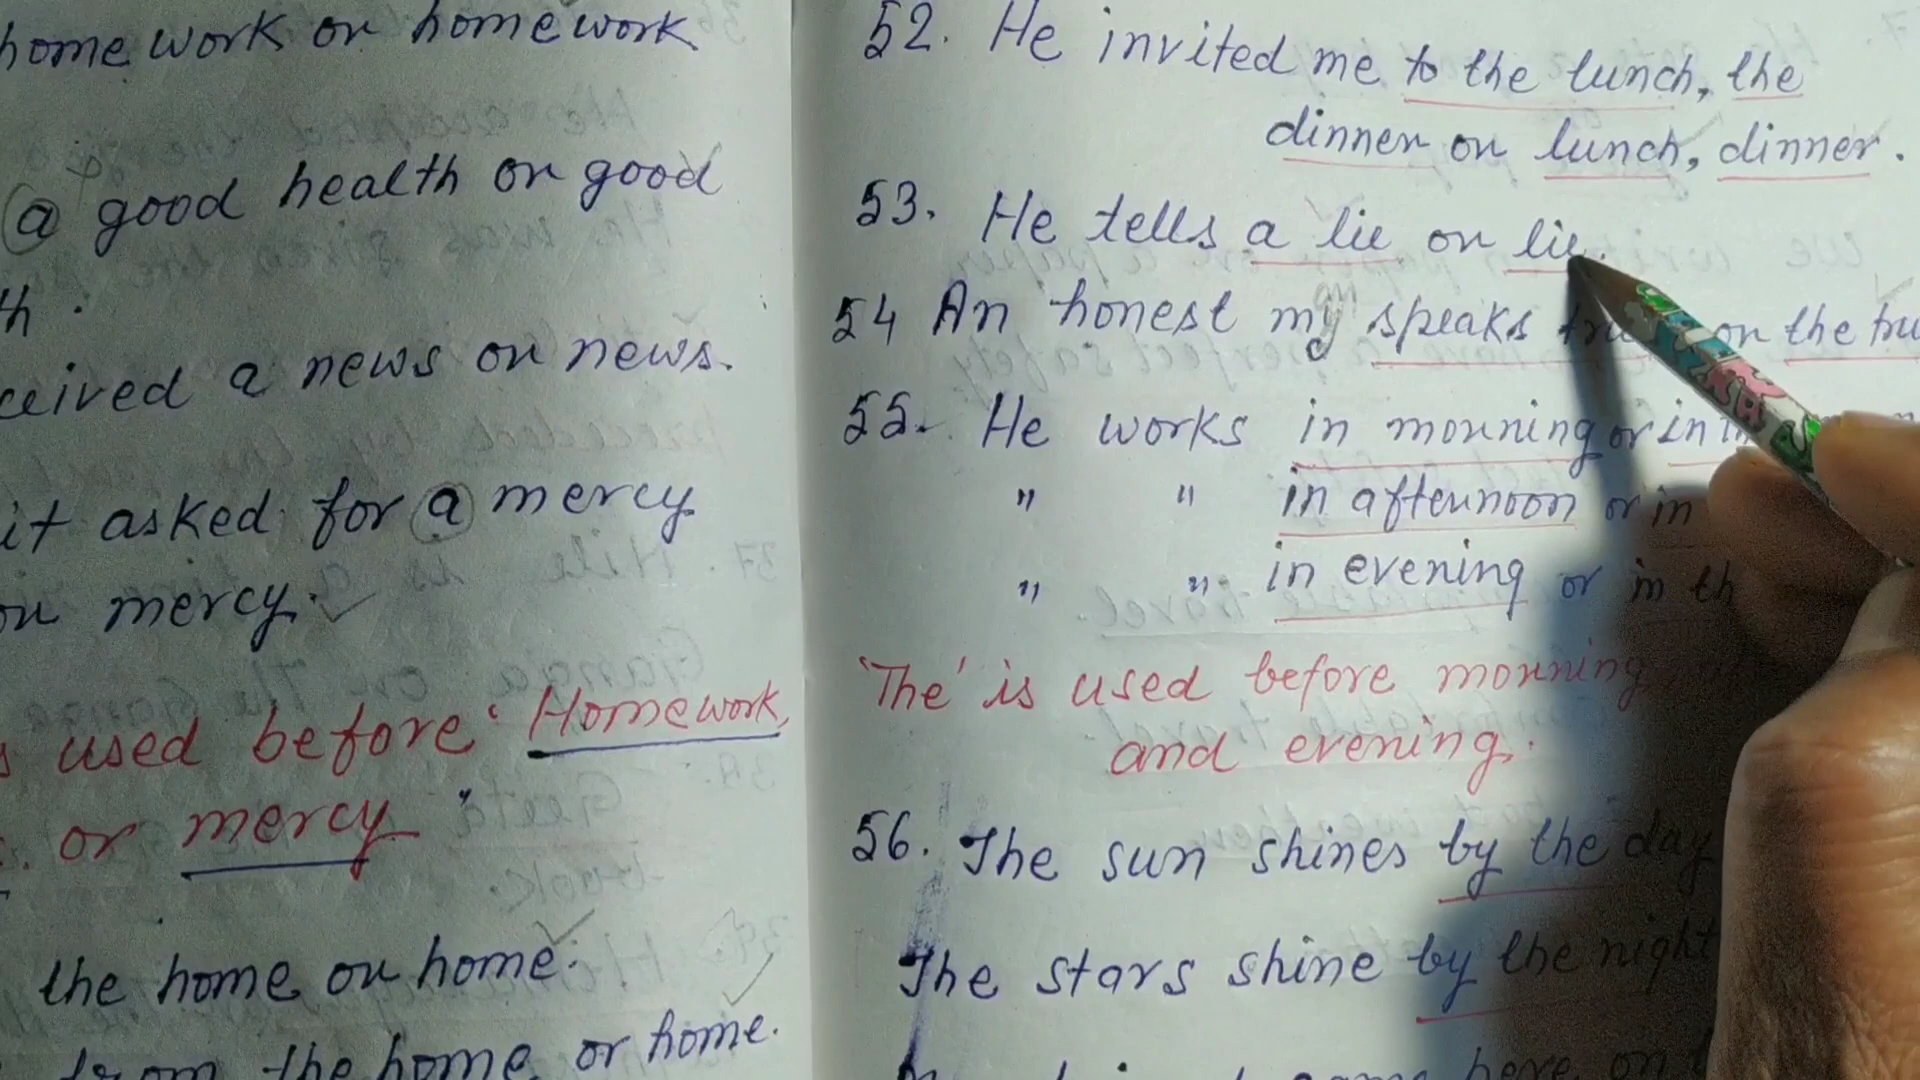 home work or homework
a good health or good
th.
ceived a news or news.
it asked for a mercy
or mercy.
used before 'Homework,
or mercy"
the home or home.
from the home or home.
52. He invited me to the lunch, the
dinner or lunch, dinner.
53. He tells a lie or lie.
54 An honest my speaks or the tru
55. He works in morning or in
" " in afternoon or in
" " in evening or in th
'The' is used before morning
and evening.
56. The sun shines by the day
The stars shine by the night